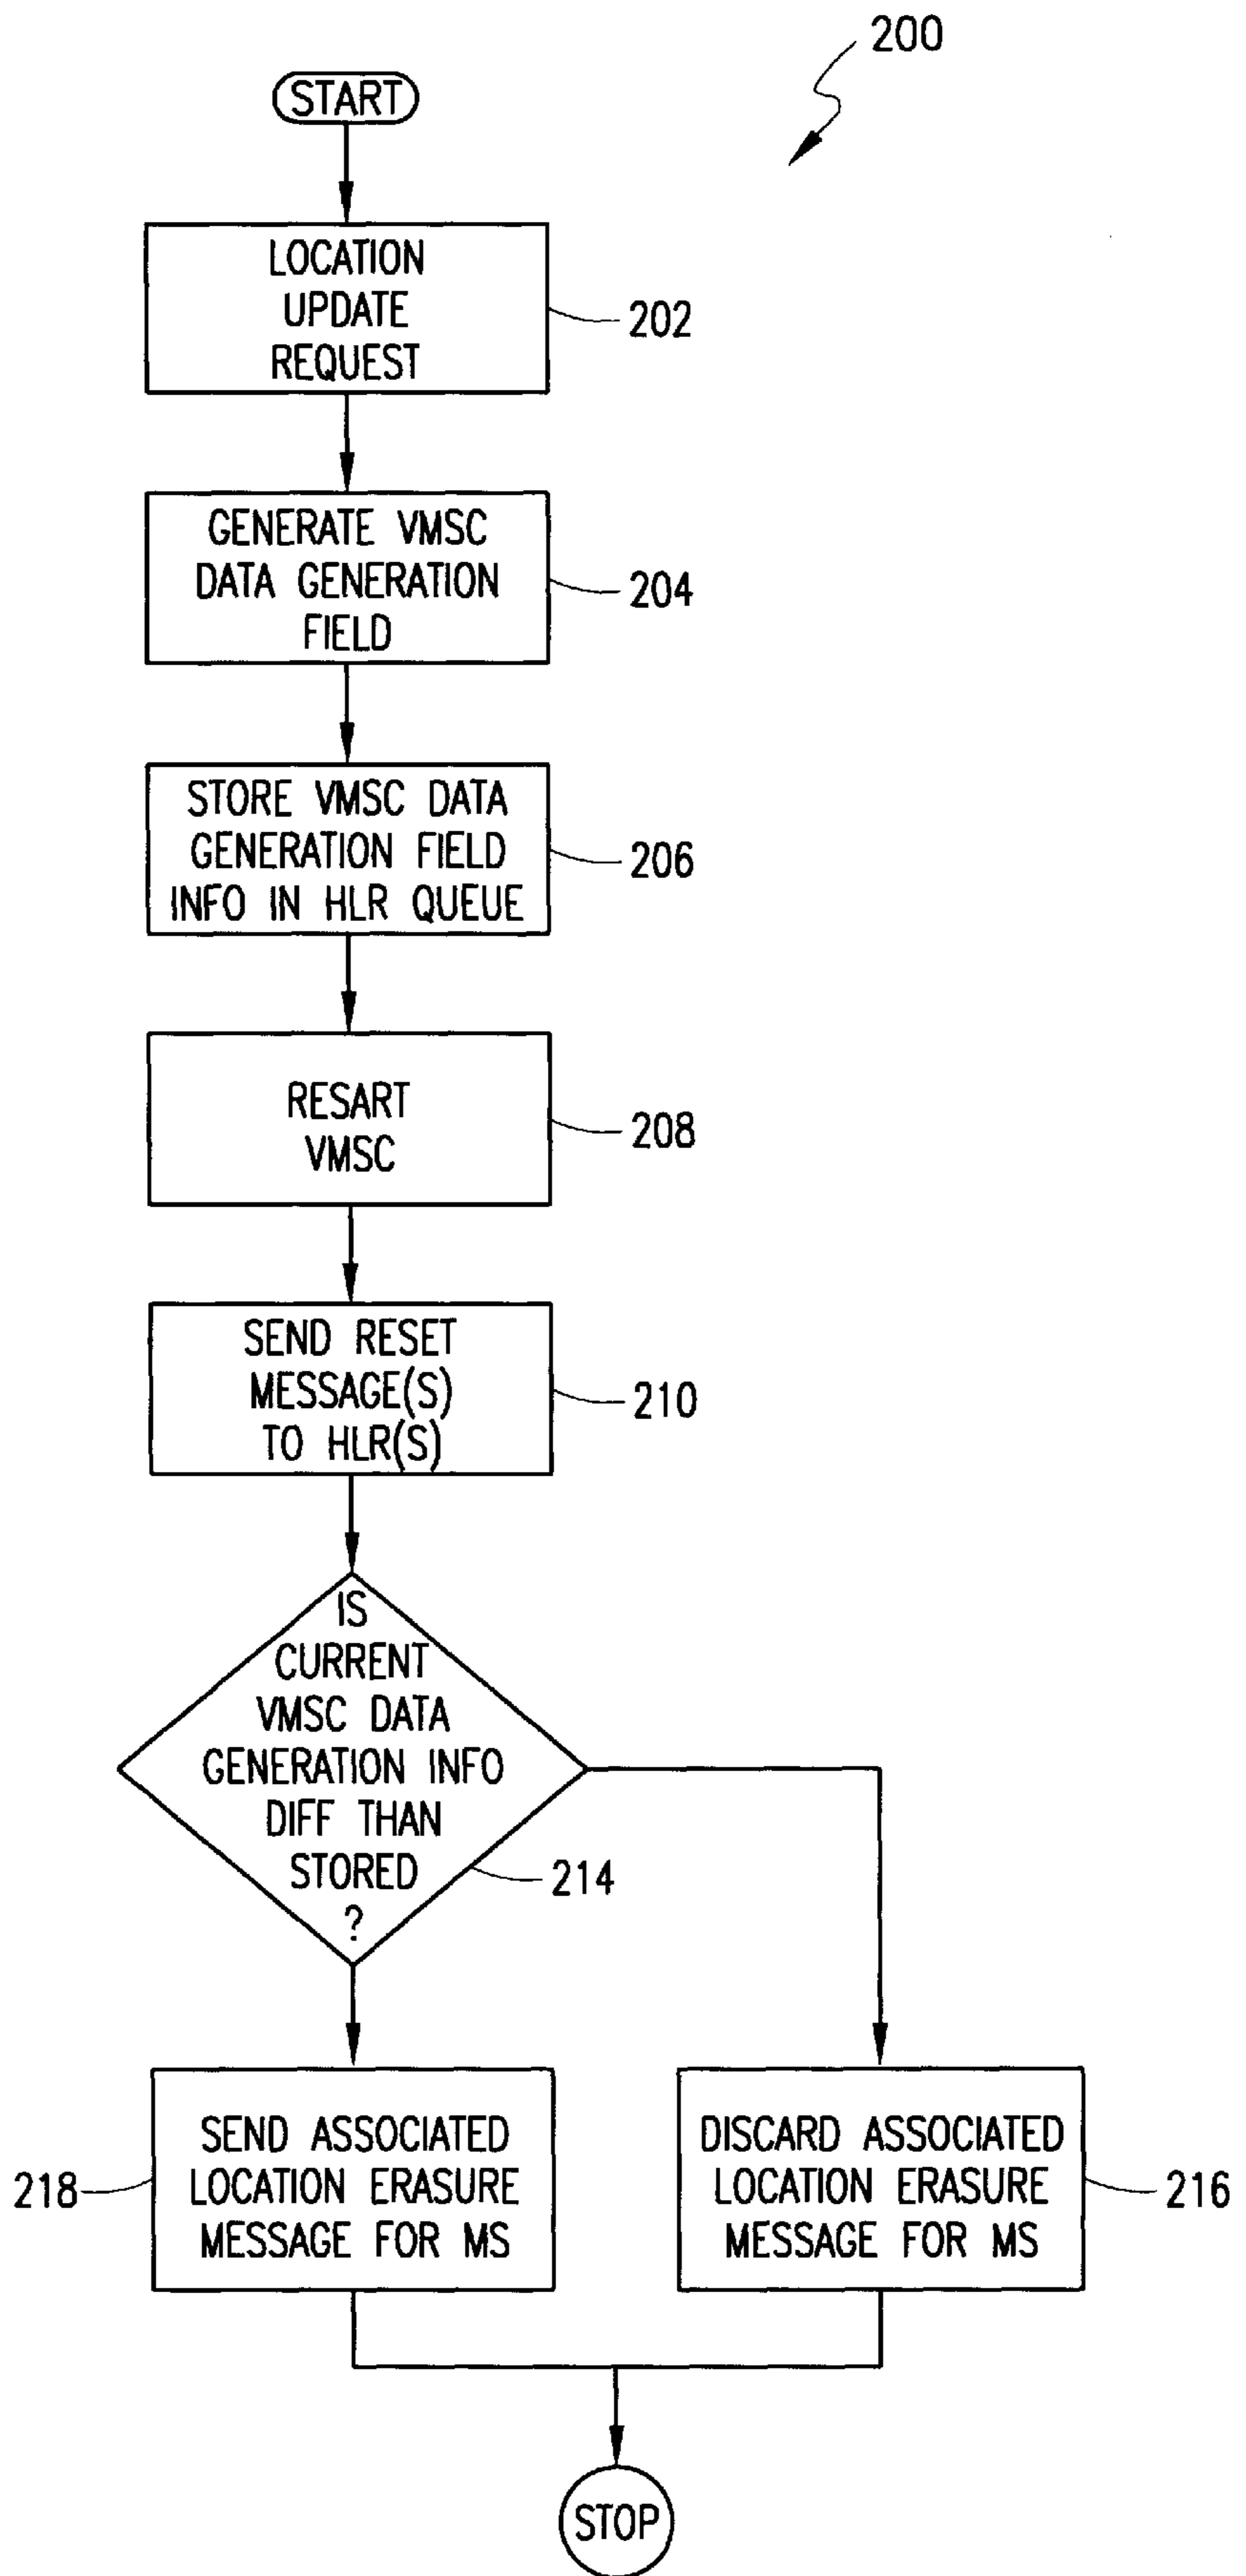 200
START
LOCATION
UPDATE
REQUEST
202
GENERATE VMSC
DATA GENERATION
FIELD
204
STORE VMSC DATA
GENERATION FIELD
INFO IN HLR QUEUE
206
RESART
VMSC
208
SEND RESET
MESSAGE(S)
TO HLR(S)
210
IS
CURRENT
VMSC DATA
GENERATION INFO
DIFF THAN
STORED
?
214
218
SEND ASSOCIATED
LOCATION ERASURE
MESSAGE FOR MS
DISCARD ASSOCIATED
LOCATION ERASURE
MESSAGE FOR MS
216
STOP